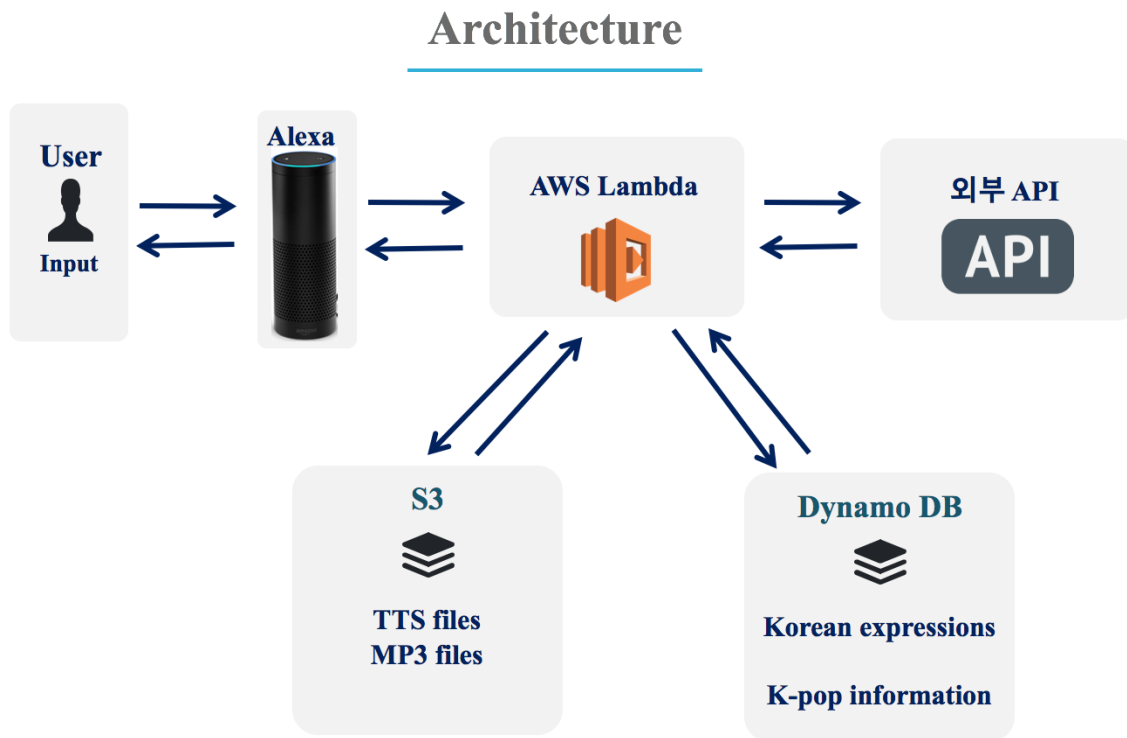 Architecture
User
Input
Alexa
AWS Lambda
외부 API
API
S3
TTS files
MP3 files
Dynamo DB
Korean expressions
K-pop information